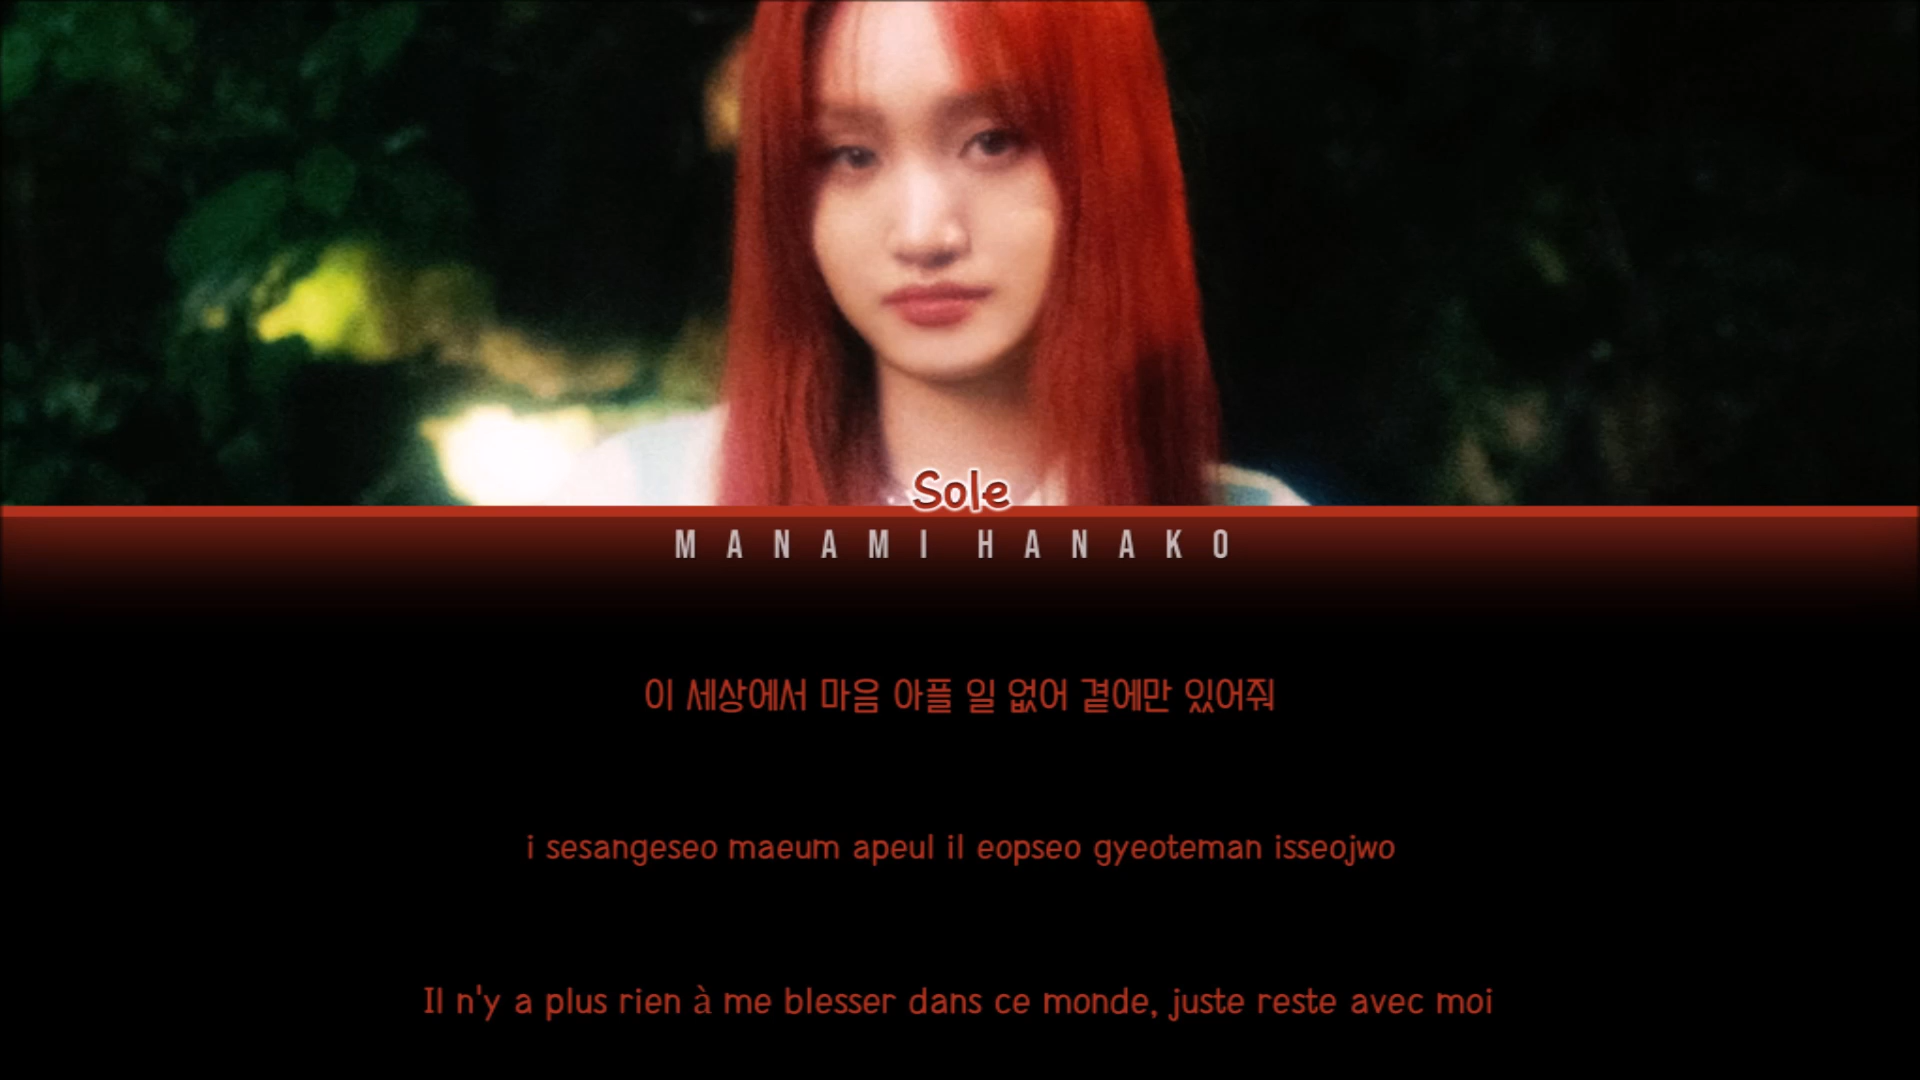 Sole
MANAMI HANAKO
이 세상에서 마음 아플 일 없어 곁에만 있어줘
i sesangeseo maeum apeul il eopseo gyeoteman isseojwo
Il n'y a plus rien à me blesser dans ce monde, juste reste avec moi